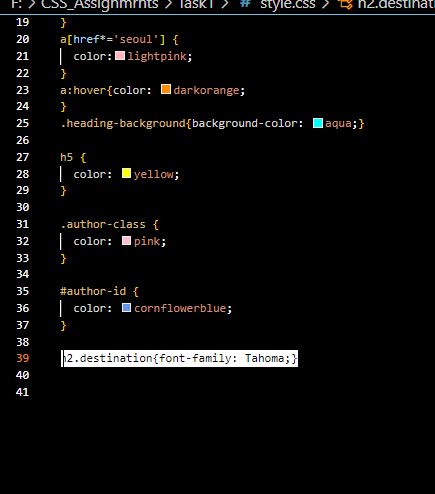 F: > CSS_Assignmrnts > Task1 > # style.css > h2.destinati
19 }
20 a[href*='seoul'] {
21 color: lightpink;
22 }
23 a:hover{color: darkorange;
24 }
25 .heading-background{background-color: aqua;}
26
27 h5 {
28 color: yellow;
29 }
30
31 .author-class {
32 color: pink;
33 }
34
35 #author-id {
36 color: cornflowerblue;
37 }
38
39 h2.destination{font-family: Tahoma;}
40
41